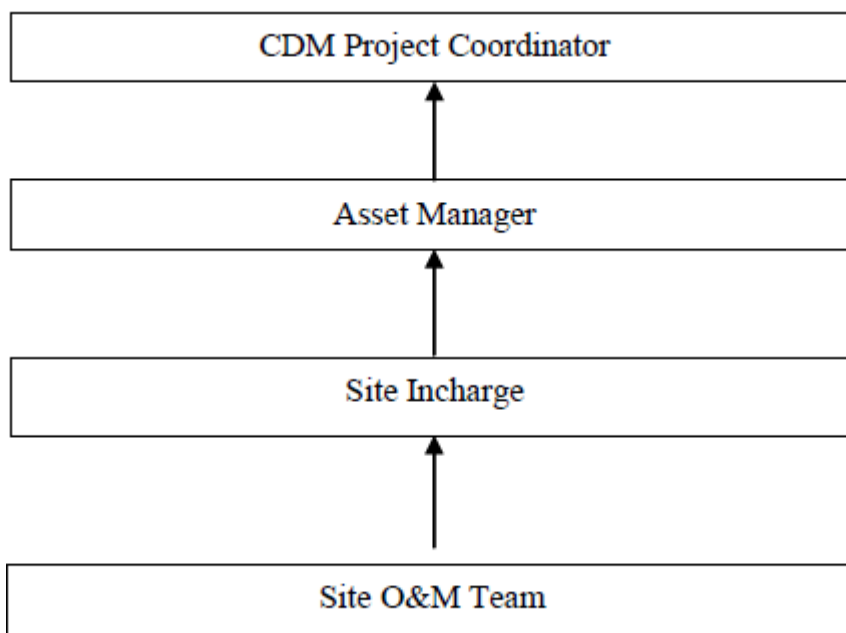 CDM Project Coordinator
Asset Manager
Site Incharge
Site O&M Team